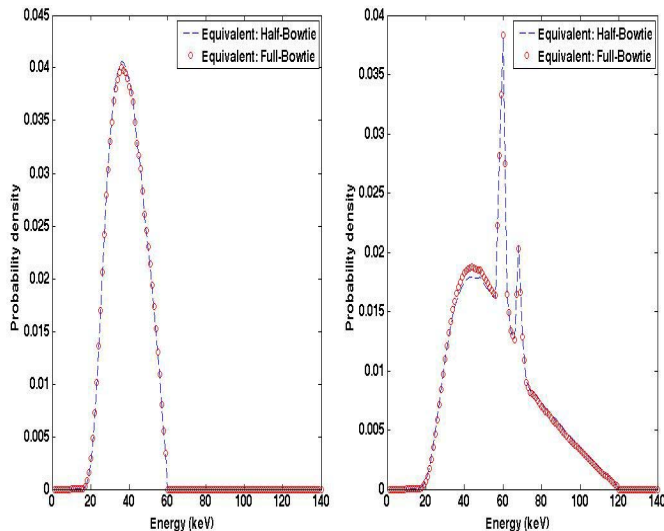 0.045
0.04
0.035
0.03
0.025
0.02
0.015
0.01
0.005
0
Probability density
Equivalent: Half-Bowtie
Equivalent: Full-Bowtie
0 20 40 60 80 100 120 140
Energy (keV)
0.04
0.035
0.03
0.025
0.02
0.015
0.01
0.005
0
Probability density
Equivalent: Half-Bowtie
Equivalent: Full-Bowtie
0 20 40 60 80 100 120 140
Energy (keV)